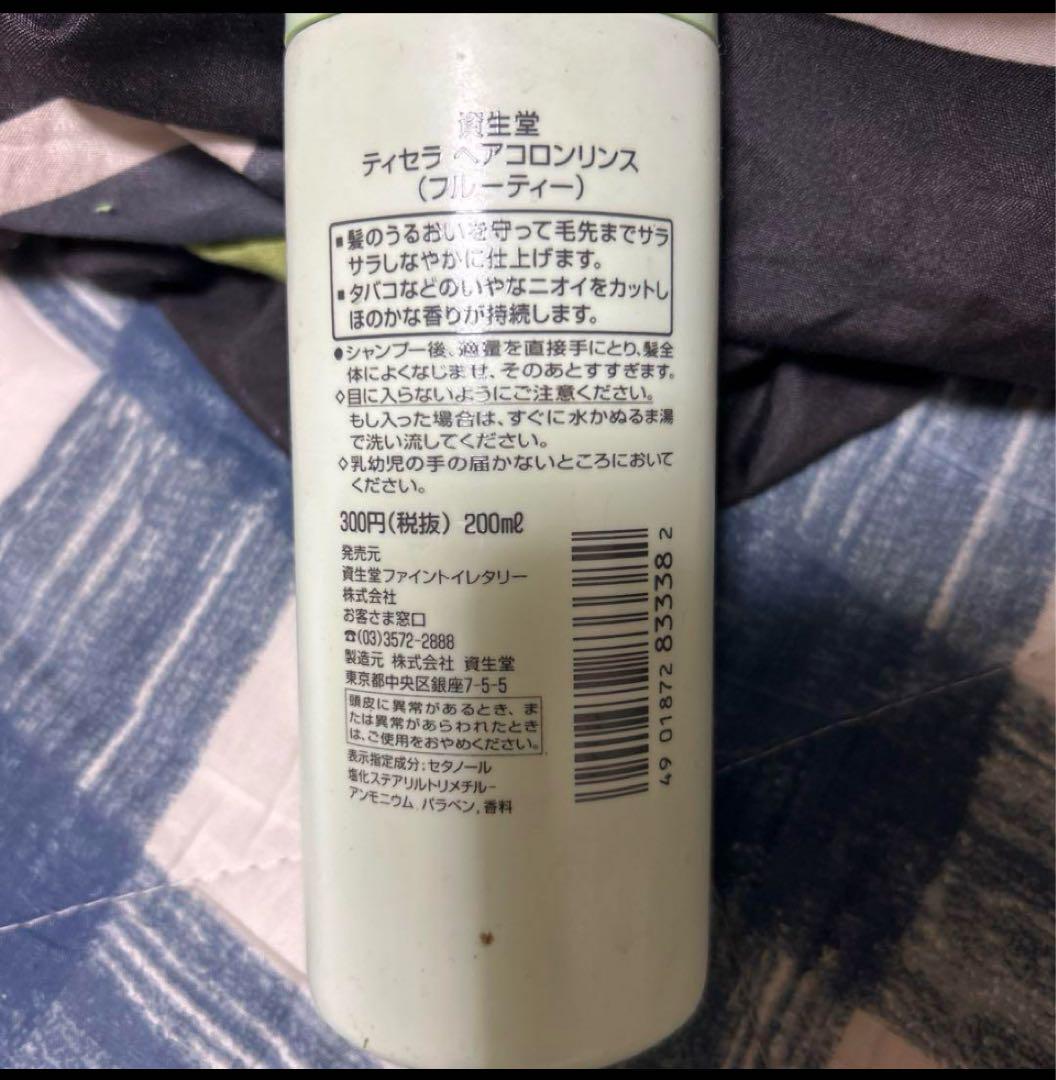 資生堂
ティセラ ヘアコロンリンス
(フルーティー)
▪髪のうるおいを守って毛先までサラ
サラしなやかに仕上げます。
▪タバコなどのいやなニオイをカットし
ほのかな香りが持続します。
●シャンプー後、適量を直接手にとり、髪全
体によくなじませ、そのあとすすぎます。
◇目に入らないようにご注意ください。
もし入った場合は、すぐに水かぬるま湯
で洗い流してください。
◇乳幼児の手の届かないところにおいて
ください。
300円(税抜) 200mℓ
発売元
資生堂ファイントイレタリー
株式会社
お客さま窓口
☎(03)3572-2888
製造元 株式会社 資生堂
東京都中央区銀座7-5-5
頭皮に異常があるとき、ま
たは異常があらわれたとき
は、ご使用をおやめください。
表示指定成分:セタノール
塩化ステアリルトリメチル-
アンモニウム, パラベン, 香料
49 01872 83338 2